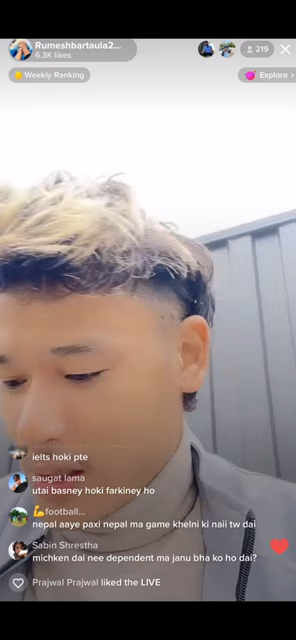 Rumeshbartaula2...
6.3K likes
219
Weekly Ranking
Explore
ielts hoki pte
saugat lama
utai basney hoki farkiney ho
football...
nepal aaye paxi nepal ma game khelni ki naii tw dai
Sabin Shrestha
michken dai nee dependent ma janu bha ko ho dai?
Prajwal Prajwal liked the LIVE